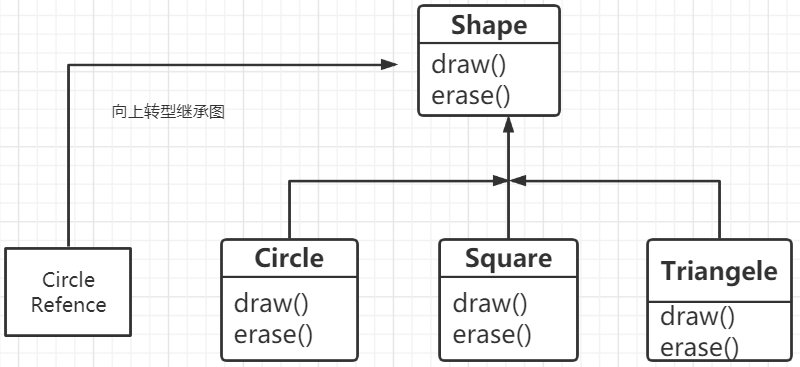 Shape
draw()
erase()
向上转型继承图
Circle
Refence
Circle
draw()
erase()
Square
draw()
erase()
Triangele
draw()
erase()